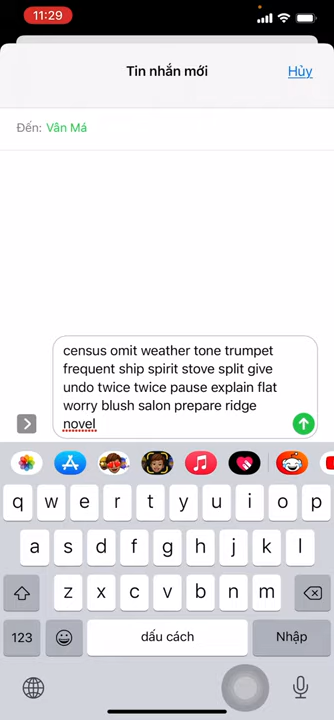 11:29
Tin nhắn mới
Hủy
Đến: Vân Má
census omit weather tone trumpet
frequent ship spirit stove split give
undo twice twice pause explain flat
worry blush salon prepare ridge
novel
q w e r t y u i o p
a s d f g h j k l
z x c v b n m
123 dấu cách Nhập